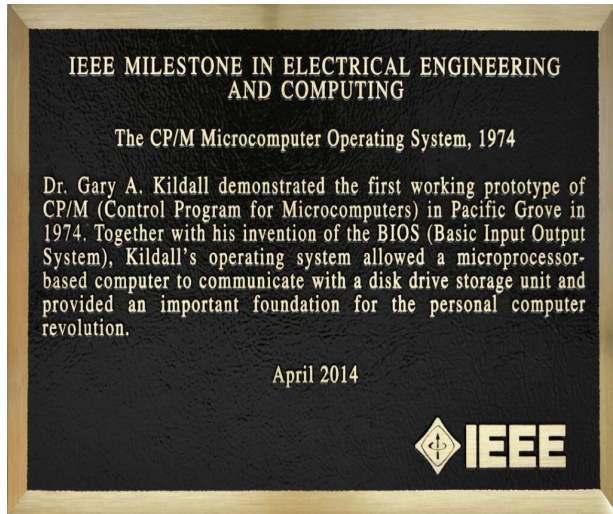 IEEE MILESTONE IN ELECTRICAL ENGINEERING
AND COMPUTING
The CP/M Microcomputer Operating System, 1974
Dr. Gary A. Kildall demonstrated the first working prototype of
CP/M (Control Program for Microcomputers) in Pacific Grove in
1974. Together with his invention of the BIOS (Basic Input Output
System), Kildall's operating system allowed a microprocessor-
based computer to communicate with a disk drive storage unit and
provided an important foundation for the personal computer
revolution.
April 2014
IEEE